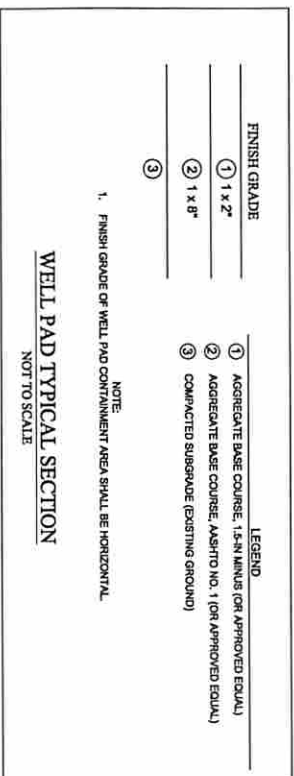 FINISH GRADE
① 1 x 2"
② 1 x 8"
③
LEGEND
① AGGREGATE BASE COURSE, 1.5-IN MINUS (OR APPROVED EQUAL)
② AGGREGATE BASE COURSE, AASHTO NO. 1 (OR APPROVED EQUAL)
③ COMPACTED SUBGRADE (EXISTING GROUND)
NOTE:
1. FINISH GRADE OF WELL PAD CONTAINMENT AREA SHALL BE HORIZONTAL.
WELL PAD TYPICAL SECTION
NOT TO SCALE